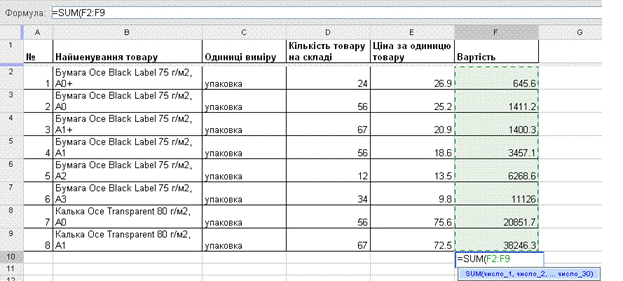 Формула: =SUM(F2:F9
A B C D E F G
1 № Найменування товару Одиниці виміру Кількість товару на складі Ціна за одиницю товару Вартість
2 1 Бумага Oce Black Label 75 г/м2, A0+ упаковка 24 26.9 645.6
3 2 Бумага Oce Black Label 75 г/м2, A0 упаковка 56 25.2 1411.2
4 3 Бумага Oce Black Label 75 г/м2, A1+ упаковка 67 20.9 1400.3
5 4 Бумага Oce Black Label 75 г/м2, A1 упаковка 56 18.6 3457.1
6 5 Бумага Oce Black Label 75 г/м2, A2 упаковка 12 13.5 6268.6
7 6 Бумага Oce Black Label 75 г/м2, A3 упаковка 34 9.8 11126
8 7 Калька Oce Transparent 80 г/м2, A0 упаковка 56 75.6 20851.7
9 8 Калька Oce Transparent 80 г/м2, A1 упаковка 67 72.5 38246.3
10 =SUM(F2:F9
11 SUM(число_1, число_2, ... число_30)
12